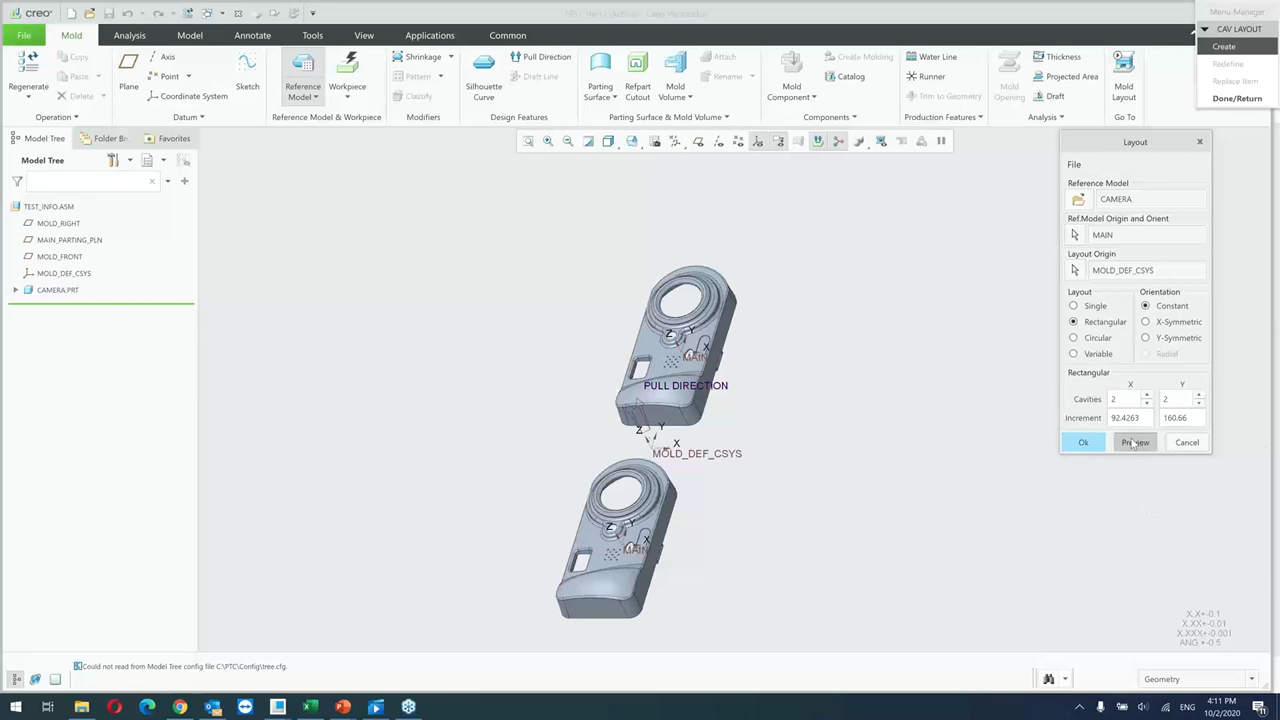 creo
Menu Manager
File Mold Analysis Model Annotate Tools View Applications Common
CAV LAYOUT
Create
Redefine
Replace Item
Done/Return
Regenerate
Copy
Paste
Delete
Operation
Plane
Axis
Point
Coordinate System
Sketch
Datum
Reference Model
Workpiece
Reference Model & Workpiece
Shrinkage
Pattern
Classify
Modifiers
Silhouette Curve
Pull Direction
Draft Line
Design Features
Parting Surface
Refpart Cutout
Mold Volume
Attach
Rename
Parting Surface & Mold Volume
Mold Component
Create Molding
Catalog
Components
Water Line
Runner
Trim to Geometry
Production Features
Mold Opening
Thickness
Projected Area
Draft
Analysis
Mold Layout
Go To
Model Tree
Folder Br
Favorites
Model Tree
TEST_INFO.ASM
MOLD_RIGHT
MAIN_PARTING_PLN
MOLD_FRONT
MOLD_DEF_CSYS
CAMERA.PRT
Z Y
X
MAIN
PULL DIRECTION
Z Y
X
MOLD_DEF_CSYS
Z Y
X
MAIN
Layout
File
Reference Model
CAMERA
Ref.Model Origin and Orient
MAIN
Layout Origin
MOLD_DEF_CSYS
Layout Orientation
Single Constant
Rectangular X-Symmetric
Circular Y-Symmetric
Variable Radial
Rectangular
X Y
Cavities 2 2
Increment 92.4263 160.66
Ok Preview Cancel
X.X+-0.1
X.XX+-0.01
X.XXX+-0.001
ANG.+-0.5
Could not read from Model Tree config file C:\PTC\Config\tree.cfg.
Geometry
ENG
4:11 PM
10/2/2020